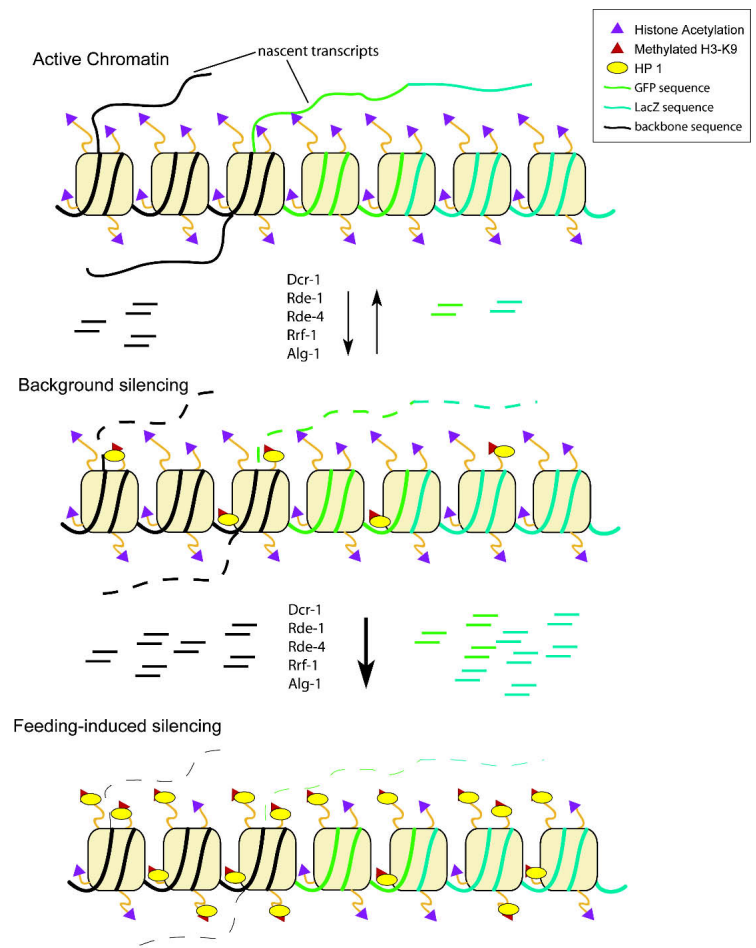 nascent transcripts
Active Chromatin
Histone Acetylation
Methylated H3-K9
HP 1
GFP sequence
LacZ sequence
backbone sequence
Dcr-1
Rde-1
Rde-4
Rrf-1
Alg-1
Background silencing
Dcr-1
Rde-1
Rde-4
Rrf-1
Alg-1
Feeding-induced silencing